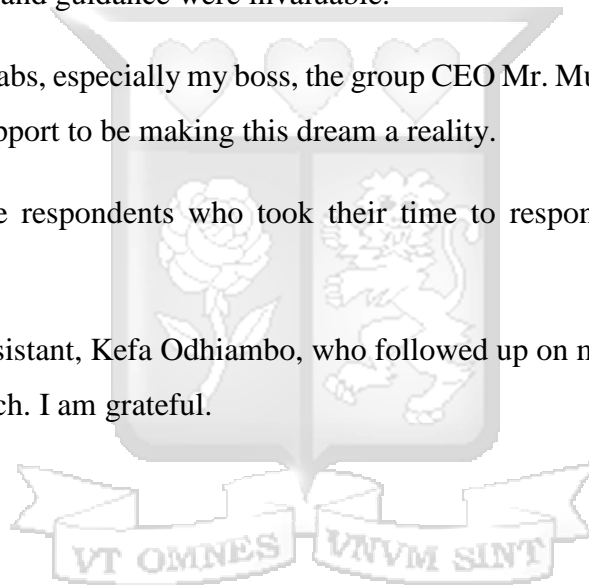 and guidance were invaluable.
abs, especially my boss, the group CEO Mr. Mu
pport to be making this dream a reality.
e respondents who took their time to respon
sistant, Kefa Odhiambo, who followed up on m
ch. I am grateful.
VT OMNES VNVM SINT